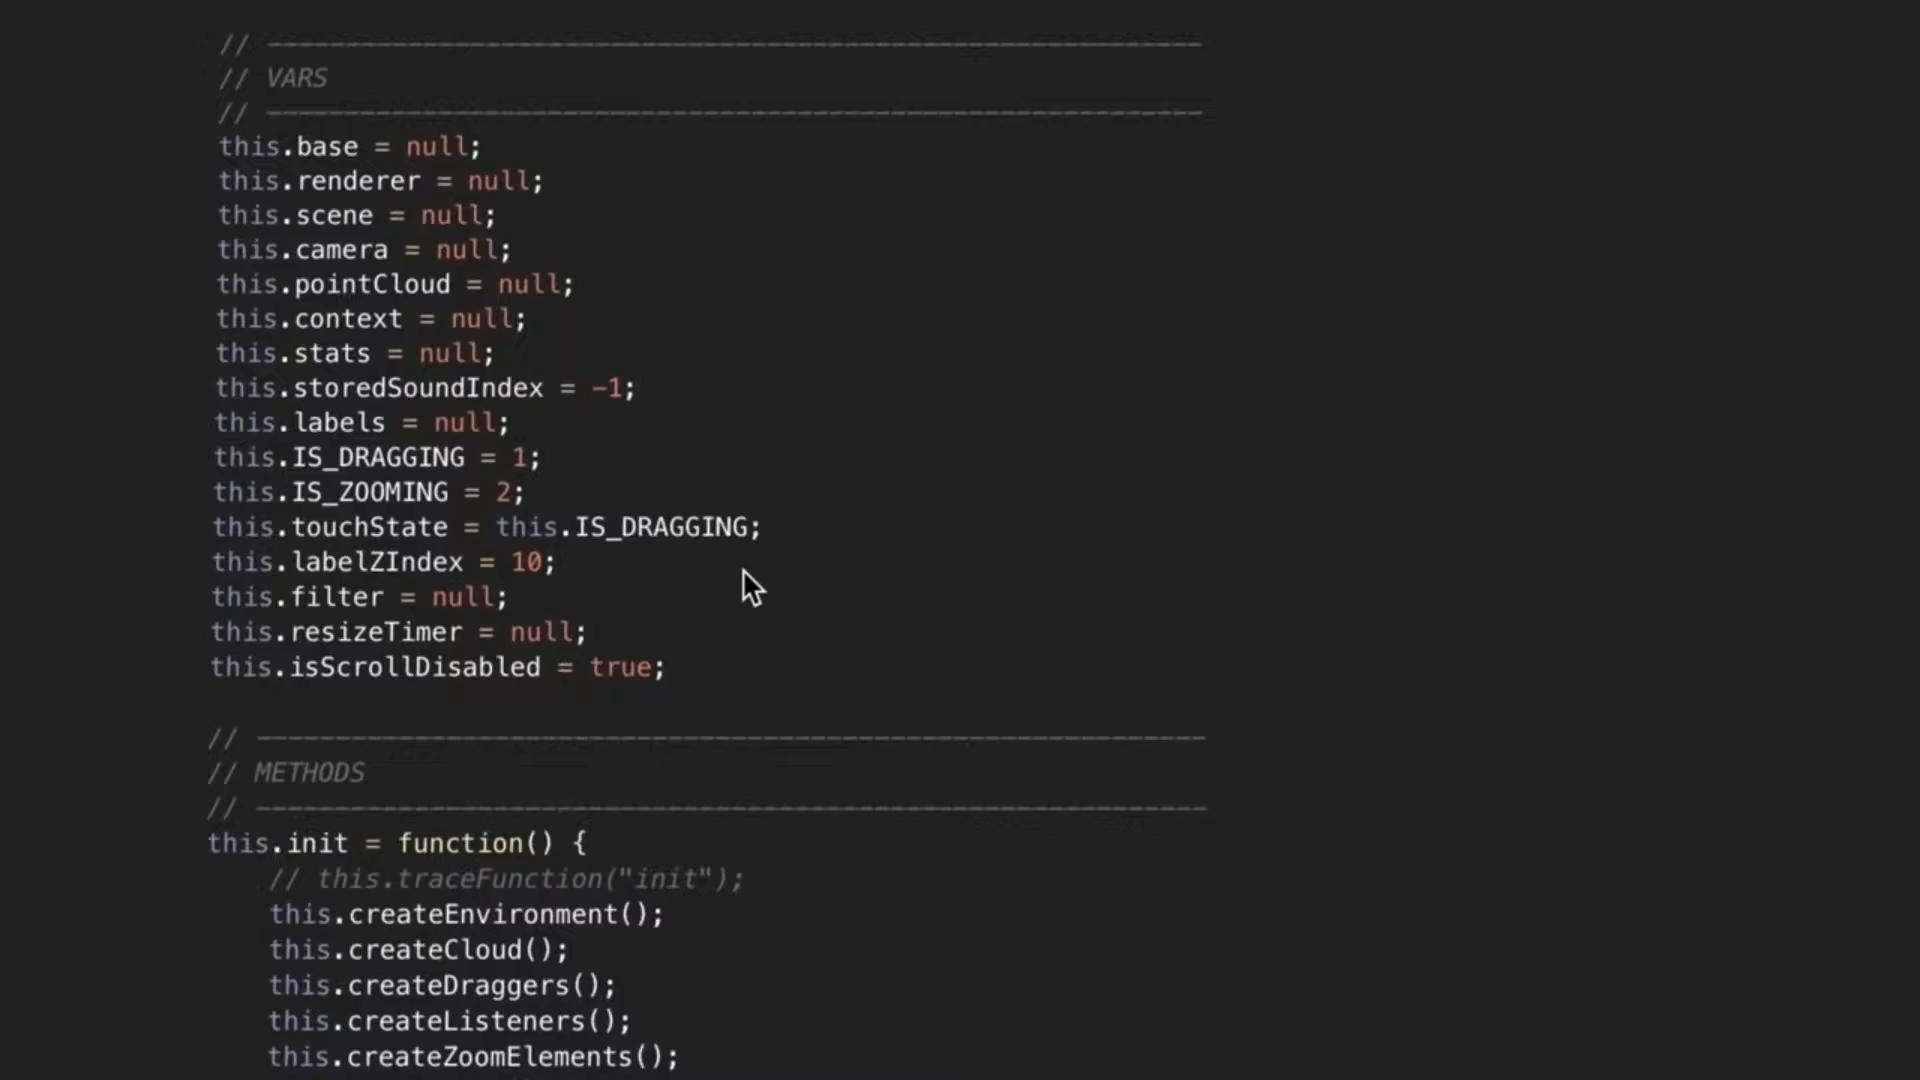 // ------------------------------------------------------------
// VARS
// ------------------------------------------------------------
this.base = null;
this.renderer = null;
this.scene = null;
this.camera = null;
this.pointCloud = null;
this.context = null;
this.stats = null;
this.storedSoundIndex = -1;
this.labels = null;
this.IS_DRAGGING = 1;
this.IS_ZOOMING = 2;
this.touchState = this.IS_DRAGGING;
this.labelZIndex = 10;
this.filter = null;
this.resizeTimer = null;
this.isScrollDisabled = true;
// ------------------------------------------------------------
// METHODS
// ------------------------------------------------------------
this.init = function() {
// this.traceFunction("init");
this.createEnvironment();
this.createCloud();
this.createDraggers();
this.createListeners();
this.createZoomElements();